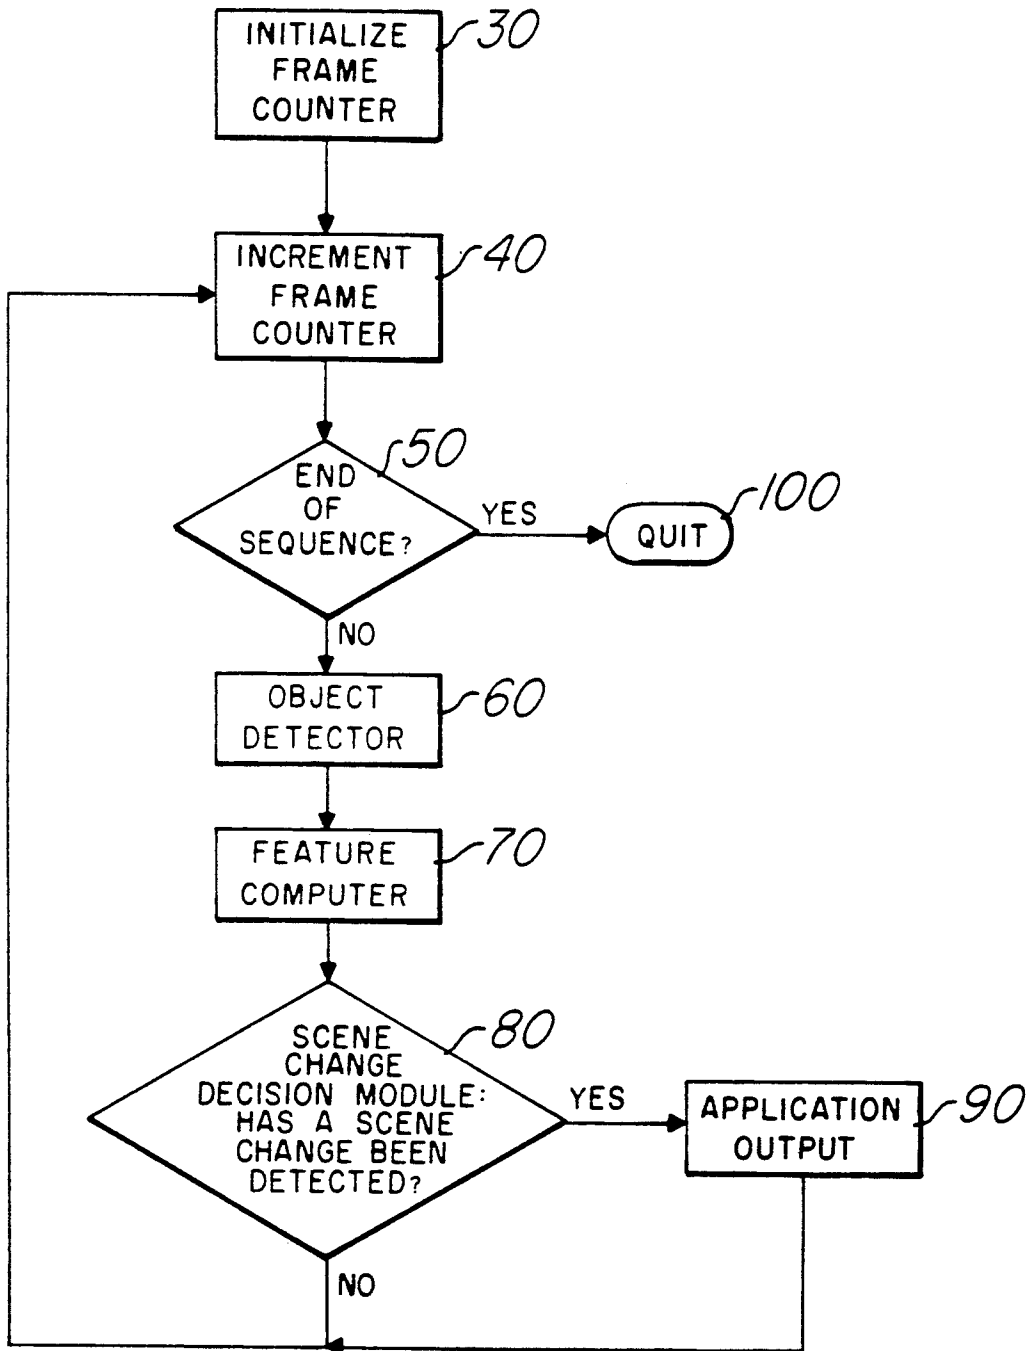 INITIALIZE
FRAME
COUNTER
30
INCREMENT
FRAME
COUNTER
40
END
OF
SEQUENCE?
50
YES
QUIT
100
NO
OBJECT
DETECTOR
60
FEATURE
COMPUTER
70
SCENE
CHANGE
DECISION MODULE:
HAS A SCENE
CHANGE BEEN
DETECTED?
80
YES
APPLICATION
OUTPUT
90
NO